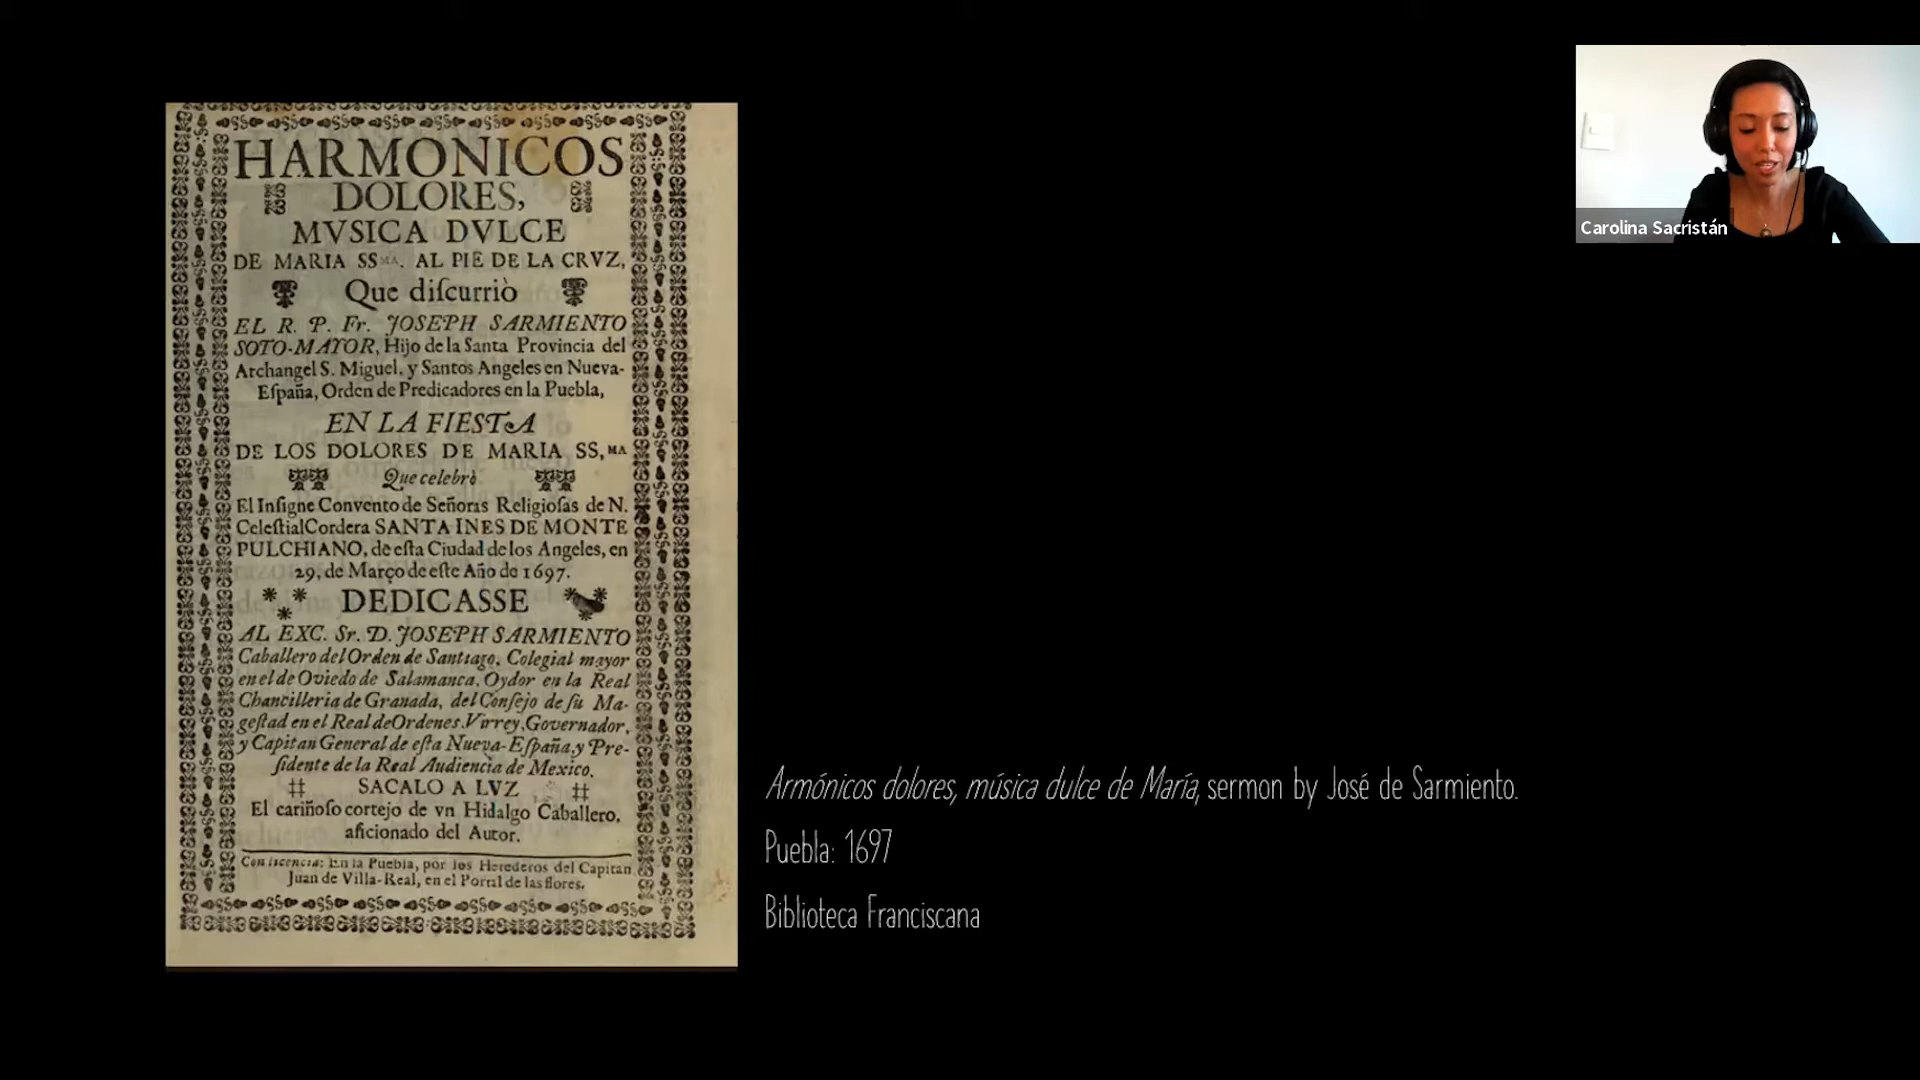 HARMONICOS
DOLORES,
MVSICA DVLCE
DE MARIA SSMA. AL PIE DE LA CRVZ,
Que diſcurriò
EL R. P. Fr. JOSEPH SARMIENTO
SOTO-MAYOR, Hijo de la Santa Provincia del
Archangel S. Miguel, y Santos Angeles en Nueva-
Eſpaña, Orden de Predicadores en la Puebla,
EN LA FIESTA
DE LOS DOLORES DE MARIA SS,MA
Que celebrò
El Inſigne Convento de Señoras Religioſas de N.
Celeſtial Cordera SANTA INES DE MONTE
PULCHIANO, de eſta Ciudad de los Angeles, en
29, de Março de eſte Año de 1697.
DEDICASSE
AL EXC. Sr. D. JOSEPH SARMIENTO
Caballero del Orden de Santiago, Colegial mayor
en el de Oviedo de Salamanca, Oydor en la Real
Chancilleria de Granada, del Conſejo de ſu Ma-
geſtad en el Real de Ordenes, Virrey, Governador,
y Capitan General de eſta Nueva-Eſpaña, y Pre-
ſidente de la Real Audiencia de Mexico.
SACALO A LVZ
El cariñoſo cortejo de vn Hidalgo Caballero,
aficionado del Autor.
Con licencia: En la Puebla, por los Herederos del Capitan
Juan de Villa-Real, en el Portal de las flores.
Armónicos dolores, música dulce de María, sermon by José de Sarmiento.
Puebla: 1697
Biblioteca Franciscana
Carolina Sacristán